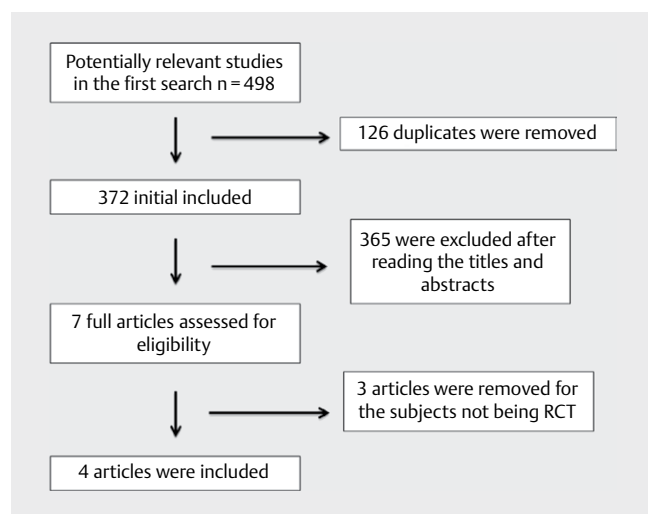 Potentially relevant studies
in the first search n = 498
126 duplicates were removed
372 initial included
365 were excluded after
reading the titles and
abstracts
7 full articles assessed for
eligibility
3 articles were removed for
the subjects not being RCT
4 articles were included